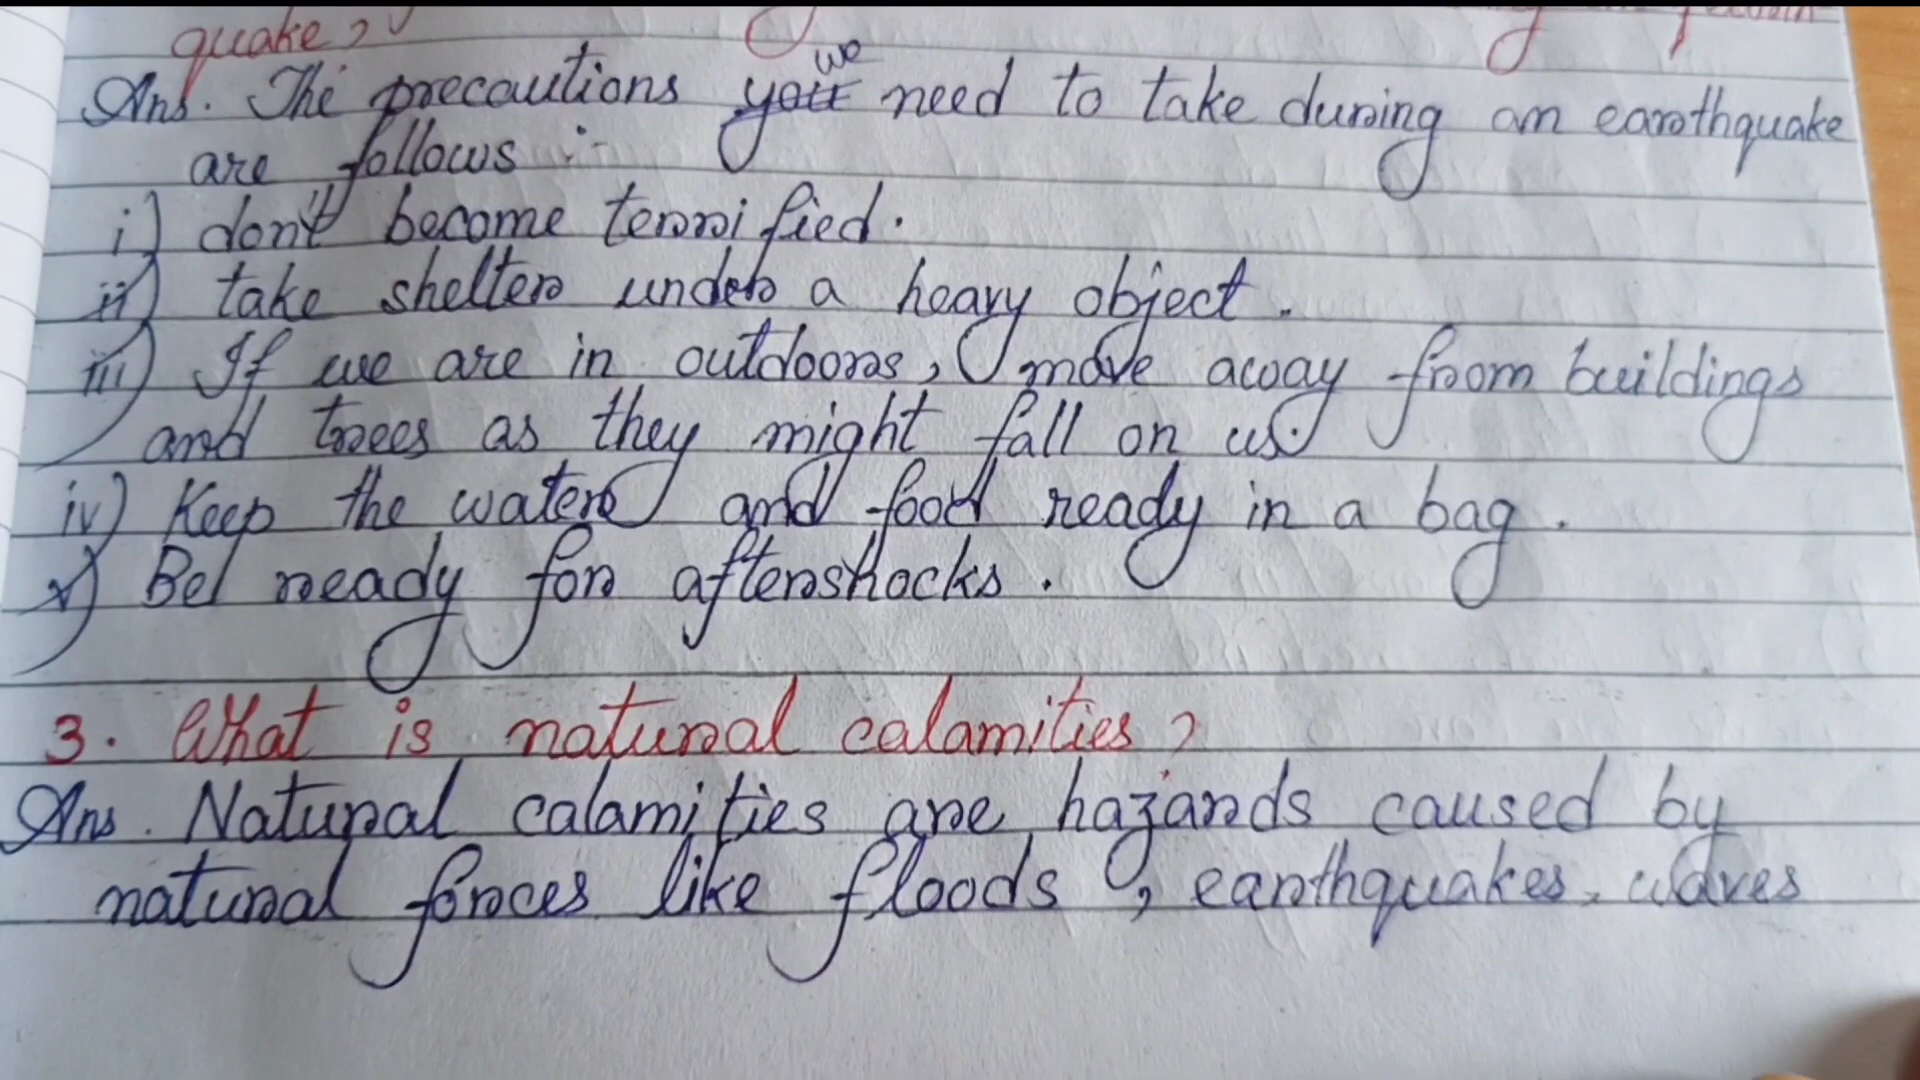 quake?
Ans. The precautions we need to take during an earthquake
are follows :-
i) don't become terrified.
ii) take shelter under a heavy object.
iii) If we are in outdoors, move away from buildings
and trees as they might fall on us.
iv) Keep the water and food ready in a bag.
v) Be ready for aftershocks.
3. What is natural calamities?
Ans. Natural calamities are hazards caused by
natural forces like floods, earthquakes, waves